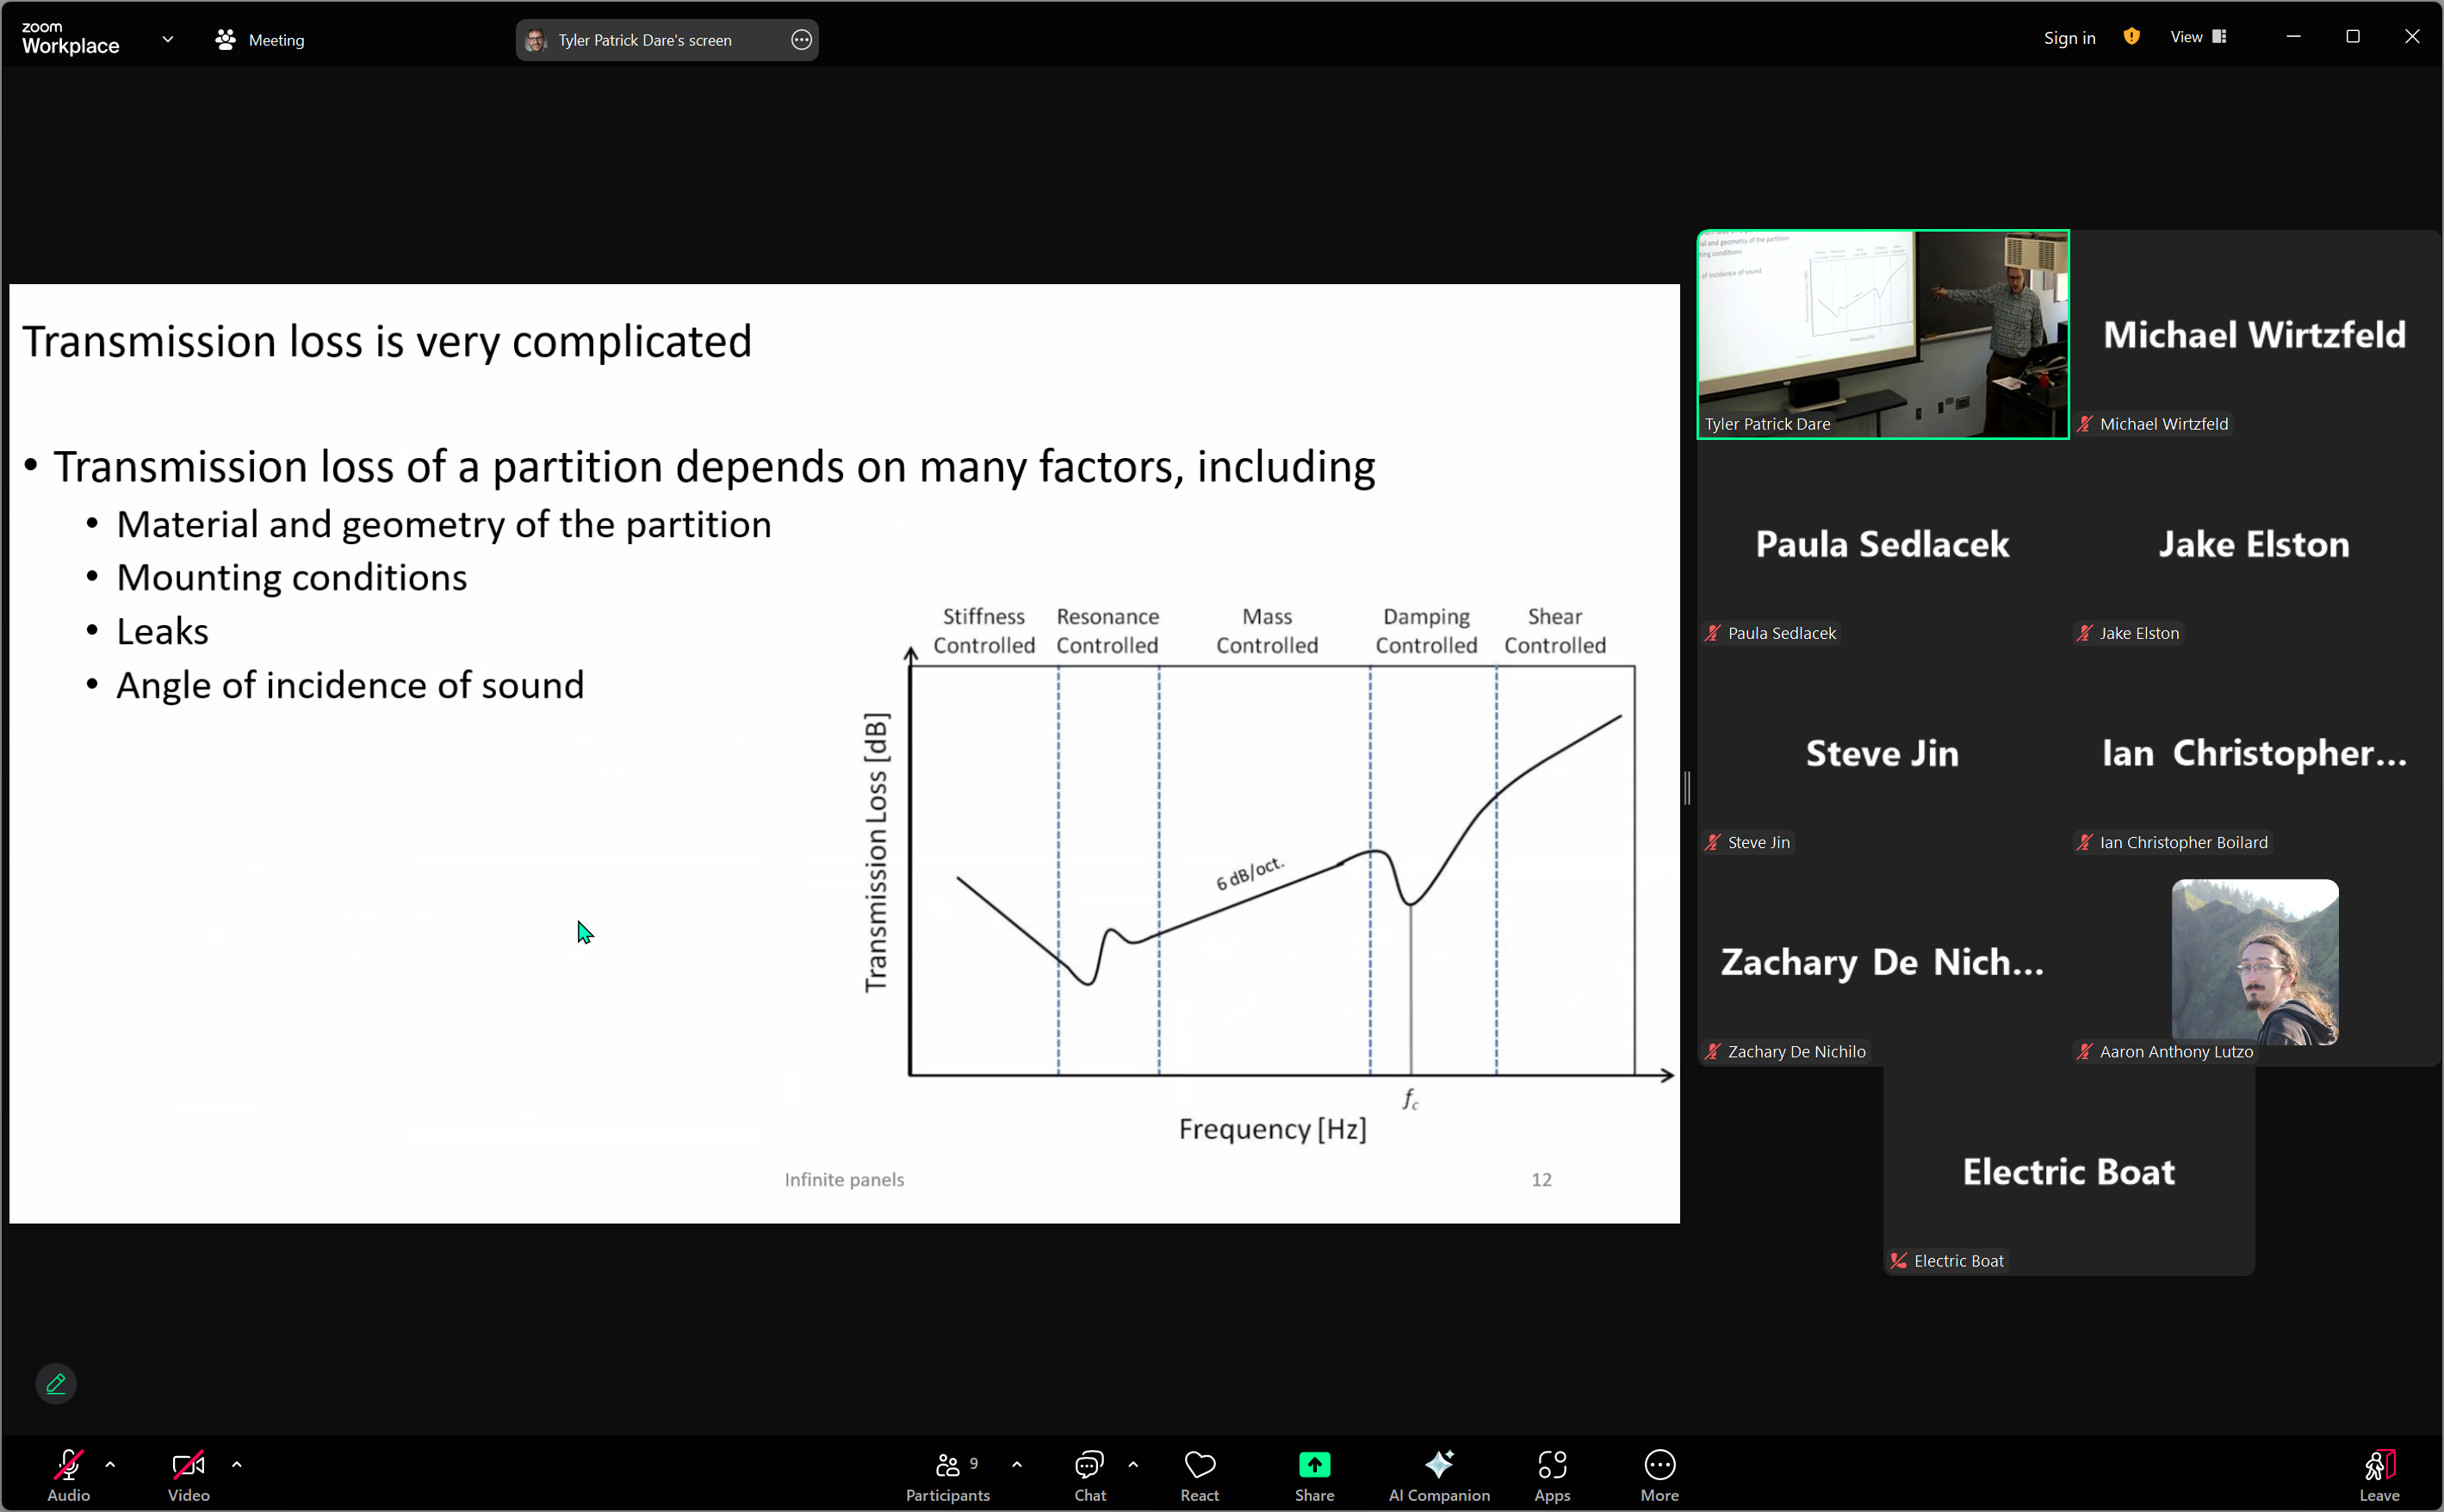 zoom
Workplace
Meeting
Tyler Patrick Dare's screen
Sign in
View
Transmission loss is very complicated
• Transmission loss of a partition depends on many factors, including
• Material and geometry of the partition
• Mounting conditions
• Leaks
• Angle of incidence of sound
Stiffness Controlled
Resonance Controlled
Mass Controlled
Damping Controlled
Shear Controlled
Transmission Loss [dB]
6 dB/oct.
fc
Frequency [Hz]
Infinite panels
12
Tyler Patrick Dare
Michael Wirtzfeld
Michael Wirtzfeld
Paula Sedlacek
Paula Sedlacek
Jake Elston
Jake Elston
Steve Jin
Steve Jin
Ian Christopher...
Ian Christopher Boilard
Zachary De Nich...
Zachary De Nichilo
Aaron Anthony Lutzo
Electric Boat
Electric Boat
Audio
Video
9
Participants
Chat
React
Share
AI Companion
Apps
More
Leave